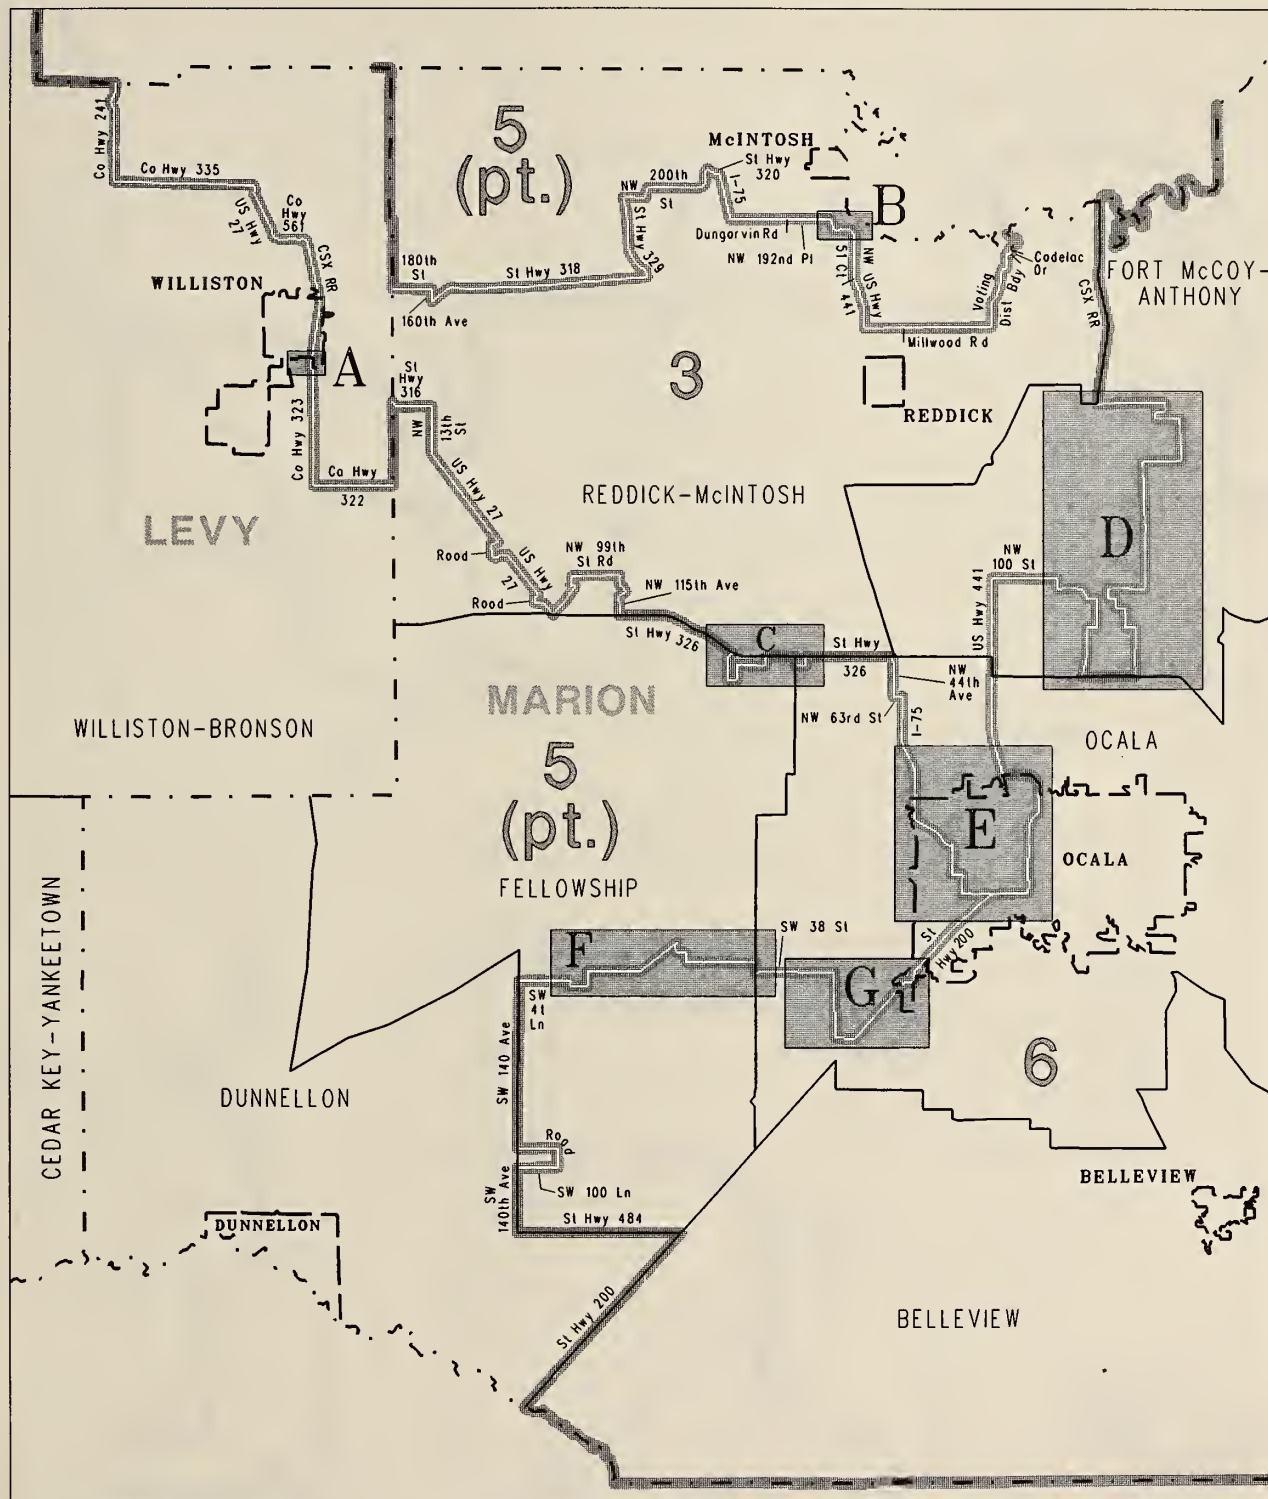 5
(pt.)
McINTOSH
St Hwy
320
I-75
200th
St
NW
St Hwy
329
B
Dungarvin Rd
NW 192nd Pl
Co Hwy 241
Co Hwy 335
US Hwy
27
Co
Hwy
561
CSX RR
WILLISTON
180th
St
St Hwy 318
160th Ave
NW US Hwy
St Ct 441
Voting
Dist Bdy
Codelac
Dr
Millwood Rd
CSX RR
FORT McCOY-
ANTHONY
A
St
Hwy
316
NW
13th
St
3
REDDICK
Co Hwy 323
Co Hwy
322
US Hwy 27
REDDICK-McINTOSH
LEVY
D
Road
US Hwy
27
Road
NW 99th
St Rd
NW 115th Ave
St Hwy 326
C
St Hwy
326
US Hwy 441
NW
100 St
NW
44th
Ave
NW 63rd St
I-75
MARION
WILLISTON-BRONSON
5
(pt.)
OCALA
E
OCALA
FELLOWSHIP
CEDAR KEY-YANKEETOWN
F
SW 38 St
St
Hwy 200
G
SW
41
Ln
SW 140 Ave
6
DUNNELLON
Road
SW 100 Ln
SW
140th Ave
St Hwy 484
BELLEVIEW
DUNNELLON
St Hwy 200
BELLEVIEW